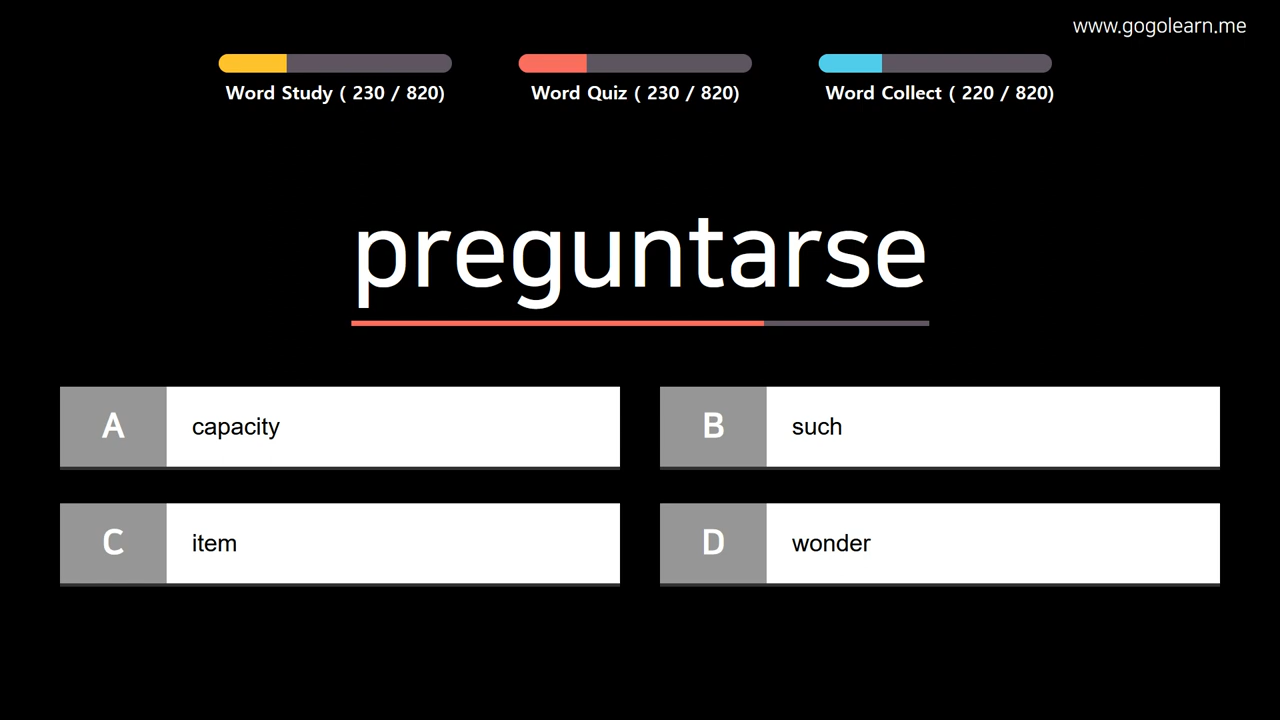 www.gogolearn.me
Word Study ( 230 / 820)
Word Quiz ( 230 / 820)
Word Collect ( 220 / 820)
preguntarse
A capacity
B such
C item
D wonder